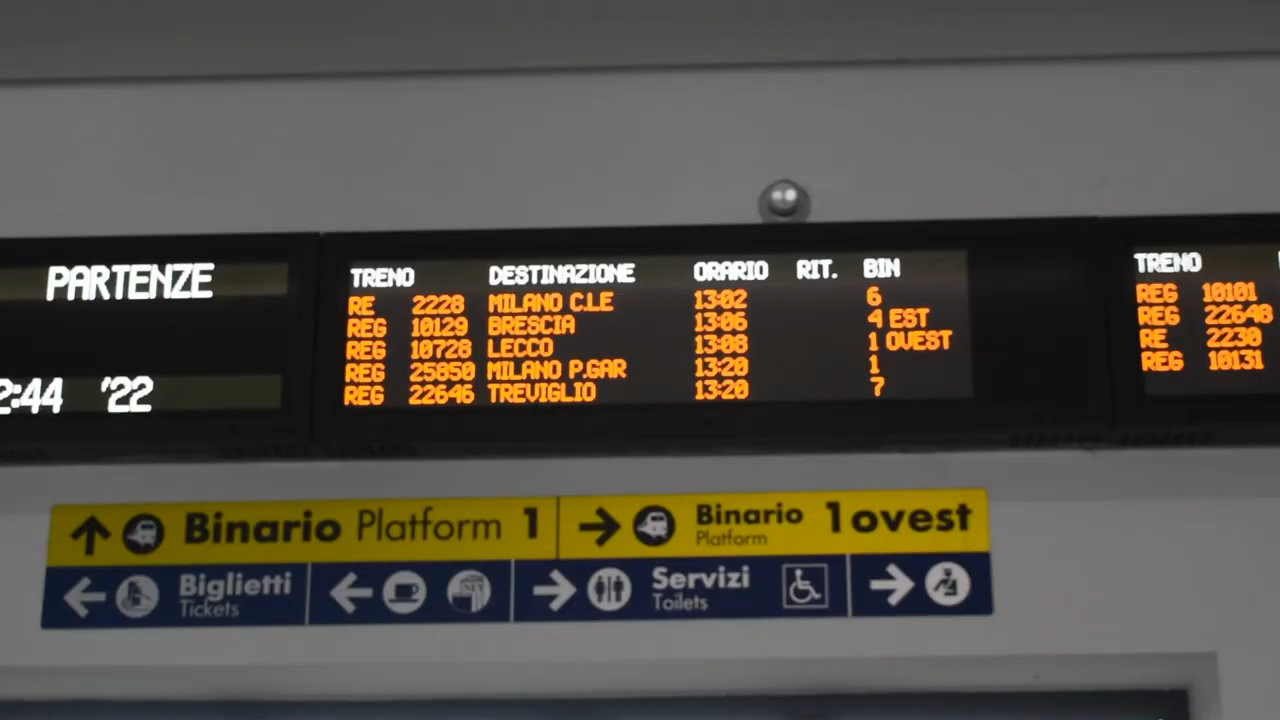 PARTENZE
2:44 '22
TRENO DESTINAZIONE ORARIO RIT. BIN
RE 2228 MILANO C.LE 13:02 6
REG 10129 BRESCIA 13:06 4 EST
REG 10728 LECCO 13:08 1 OVEST
REG 25850 MILANO P.GAR 13:20 1
REG 22646 TREVIGLIO 13:20 7
TRENO
REG 10101
REG 22648
RE 2230
REG 10131
Binario Platform 1
Binario 1ovest
Platform
Biglietti
Tickets
Servizi
Toilets